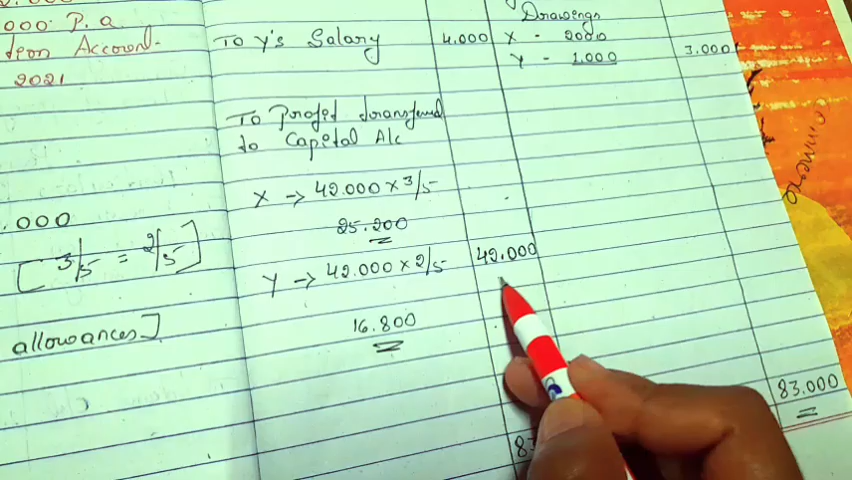 000 P. a
Account.
2021
.000
[ 3/5 = 2/5 ]
allowances]
To Y's Salary 4.000
To Profit transferred
to Capital A/c
X → 42.000 x 3/5
25.200
Y → 42.000 x 2/5 42.000
16.800
Drawings
X - 2000
Y - 1.000 3.000
83.000